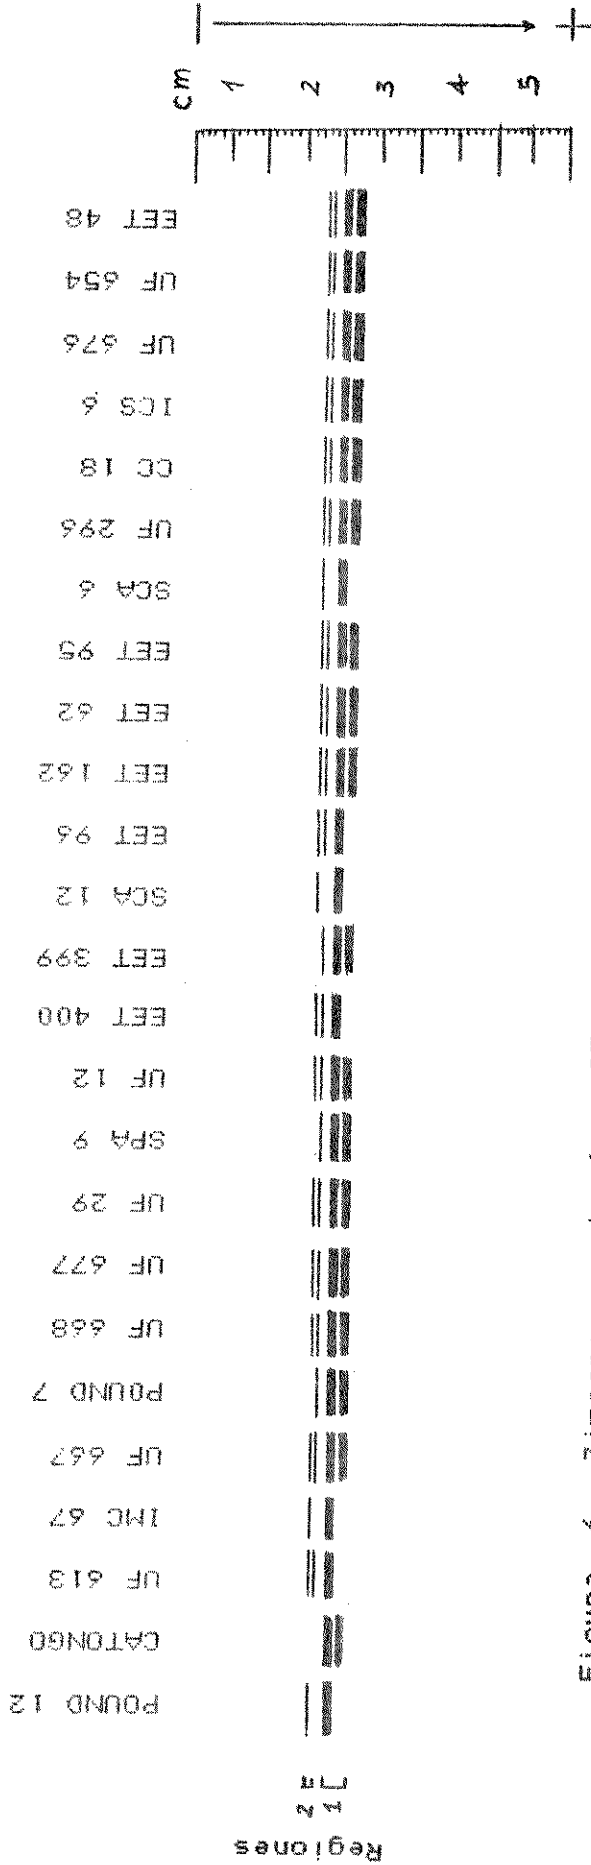 cm
1
2
3
4
5
EET 48
UF 654
UF 676
ICS 6
CC 18
UF 296
SCA 6
EET 95
EET 62
EET 162
EET 96
SCA 12
EET 399
EET 400
UF 12
SPA 9
UF 29
UF 677
UF 668
POUND 7
UF 667
IMC 67
UF 613
CATONGO
POUND 12
2
1
Regiones